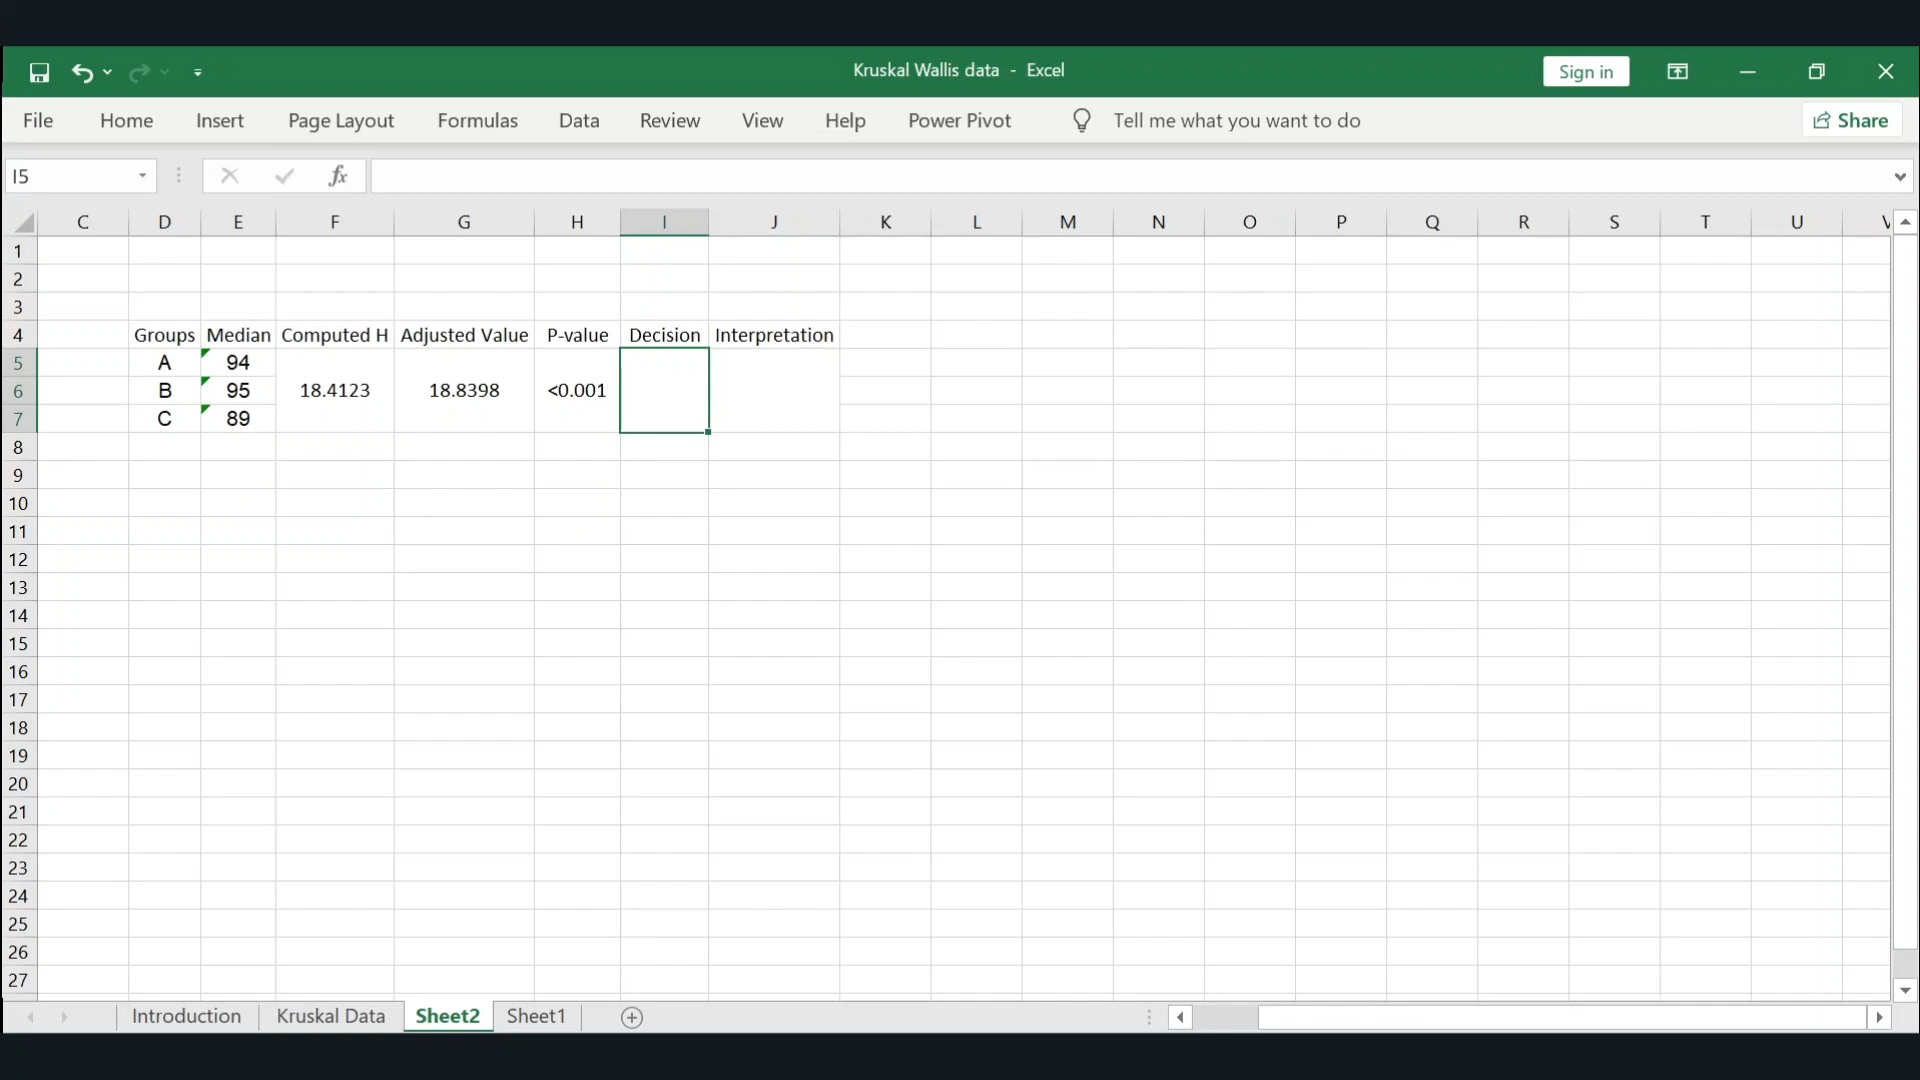 Kruskal Wallis data - Excel
Sign in
File Home Insert Page Layout Formulas Data Review View Help Power Pivot Tell me what you want to do Share
I5 fx
C D E F G H I J K L M N O P Q R S T U V
1
2
3
4 Groups Median Computed H Adjusted Value P-value Decision Interpretation
5 A 94
6 B 95 18.4123 18.8398 <0.001
7 C 89
8
9
10
11
12
13
14
15
16
17
18
19
20
21
22
23
24
25
26
27
Introduction Kruskal Data Sheet2 Sheet1